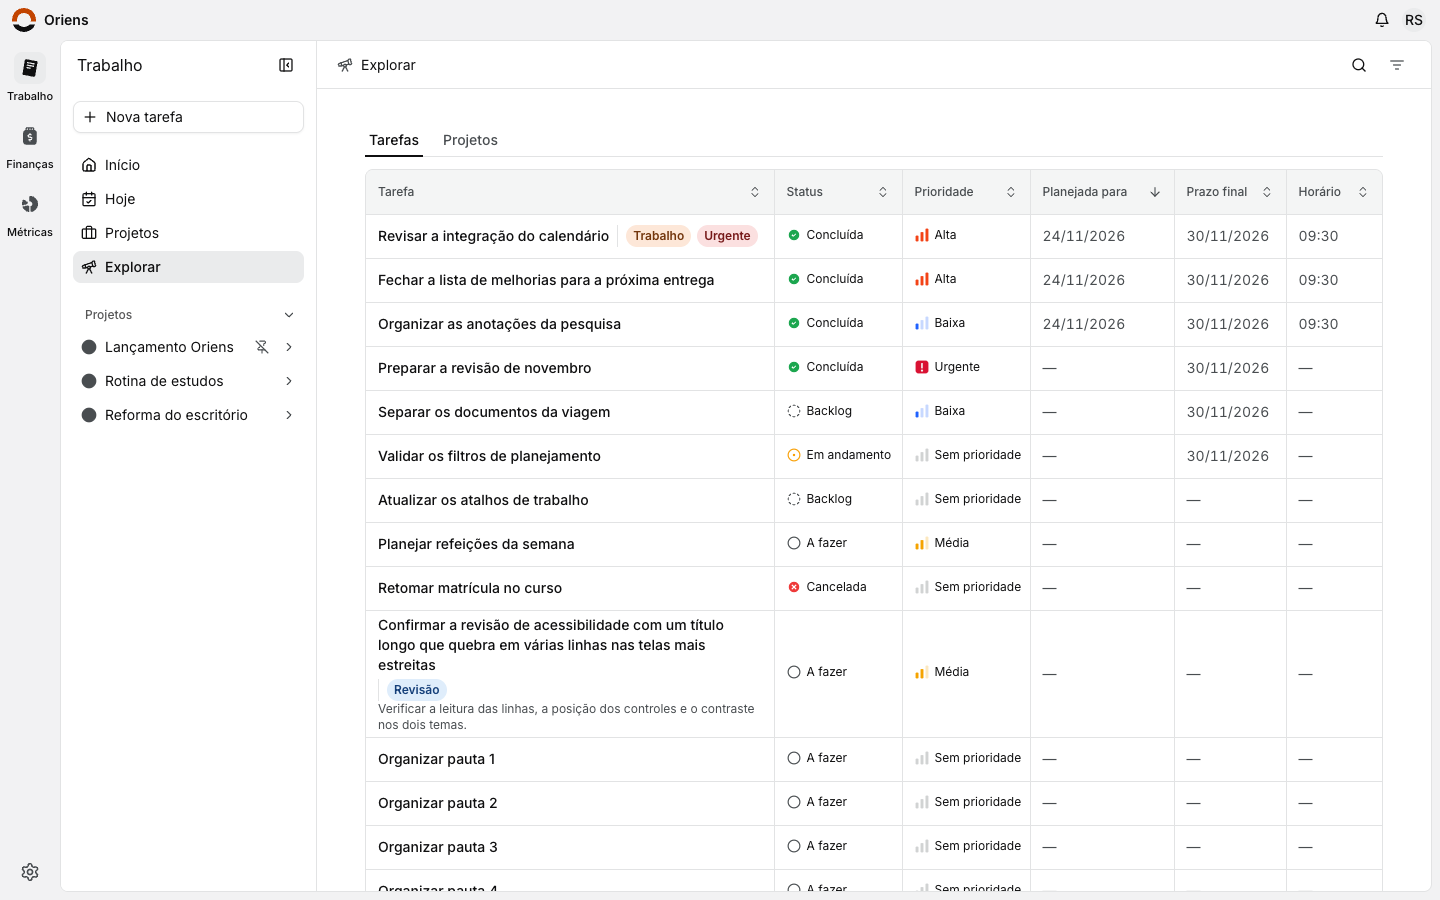 Oriens
RS
Trabalho
Finanças
Métricas
Trabalho
Nova tarefa
Início
Hoje
Projetos
Explorar
Projetos
Lançamento Oriens
Rotina de estudos
Reforma do escritório
Explorar
Tarefas Projetos
Tarefa Status Prioridade Planejada para Prazo final Horário
Revisar a integração do calendário Trabalho Urgente Concluída Alta 24/11/2026 30/11/2026 09:30
Fechar a lista de melhorias para a próxima entrega Concluída Alta 24/11/2026 30/11/2026 09:30
Organizar as anotações da pesquisa Concluída Baixa 24/11/2026 30/11/2026 09:30
Preparar a revisão de novembro Concluída Urgente — 30/11/2026 —
Separar os documentos da viagem Backlog Baixa — 30/11/2026 —
Validar os filtros de planejamento Em andamento Sem prioridade — 30/11/2026 —
Atualizar os atalhos de trabalho Backlog Sem prioridade — — —
Planejar refeições da semana A fazer Média — — —
Retomar matrícula no curso Cancelada Sem prioridade — — —
Confirmar a revisão de acessibilidade com um título
longo que quebra em várias linhas nas telas mais
estreitas
Revisão
Verificar a leitura das linhas, a posição dos controles e o contraste
nos dois temas.
A fazer Média — — —
Organizar pauta 1 A fazer Sem prioridade — — —
Organizar pauta 2 A fazer Sem prioridade — — —
Organizar pauta 3 A fazer Sem prioridade — — —
Organizar pauta 4 A fazer Sem prioridade